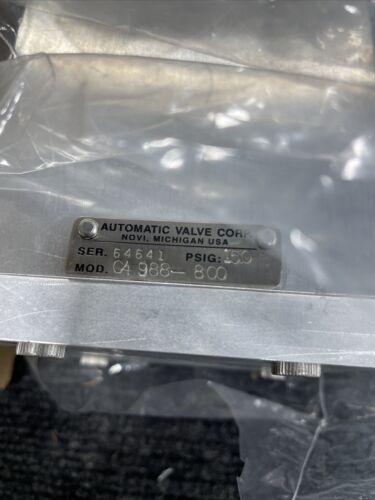 AUTOMATIC VALVE CORP.
NOVI, MICHIGAN USA
SER. 64641 PSIG: 150
MOD. C4988-800